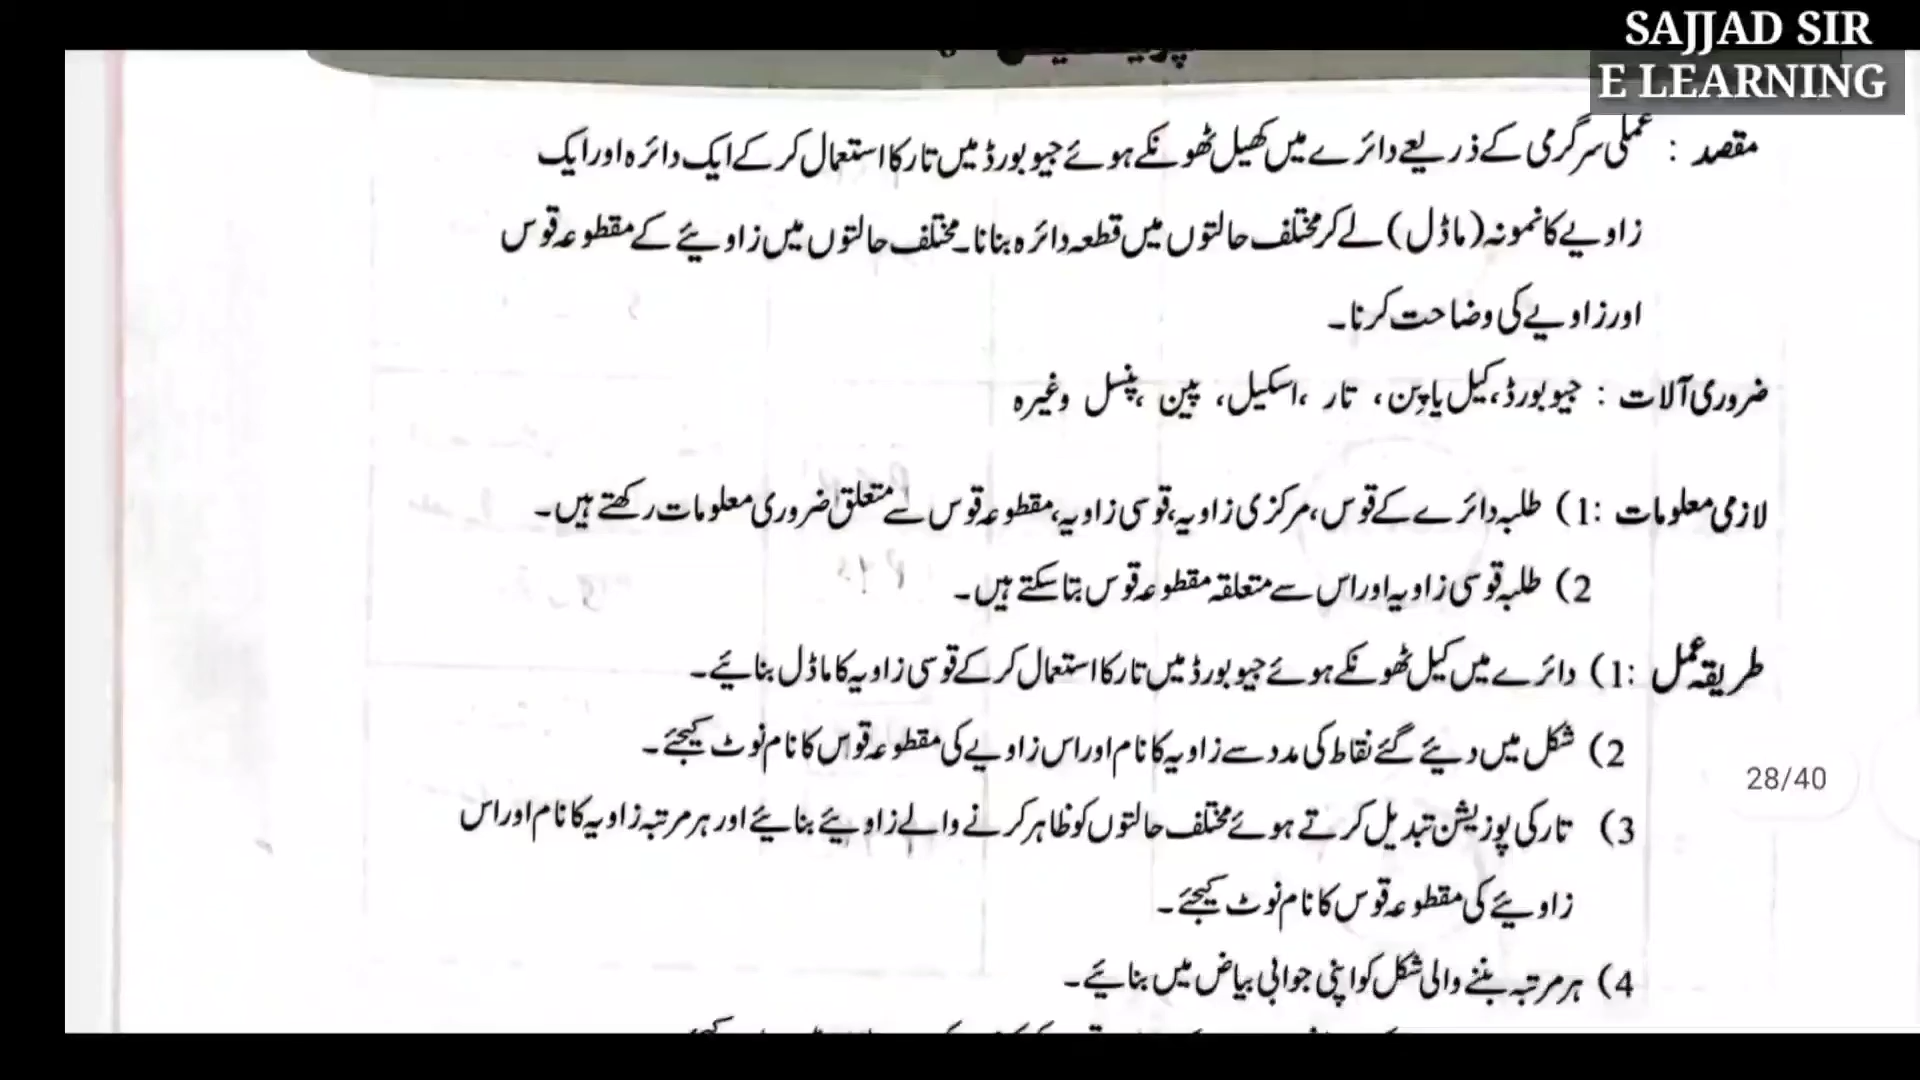 SAJJAD SIR
E LEARNING
مقصد : عملی سرگرمی کے ذریعے دائرے میں کھیل ٹھونکے ہوئے جیو بورڈ میں تار کا استعمال کر کے ایک دائرہ اور ایک
زاویے کا نمونہ (ماڈل) لے کر مختلف حالتوں میں قطعہ دائرہ بنانا۔ مختلف حالتوں میں زاویئے کے مقطوعہ قوس
اور زاویے کی وضاحت کرنا۔
ضروری آلات : جیو بورڈ، کیل یا پِن، تار ، اسکیل، پین ، پنسل وغیرہ
لازمی معلومات :1) طلبہ دائرے کے قوس، مرکزی زاویہ، قوسی زاویہ، مقطوعہ قوس سے متعلق ضروری معلومات رکھتے ہیں۔
2) طلبہ قوسی زاویہ اور اس سے متعلقہ مقطوعہ قوس بتا سکتے ہیں۔
طریقہ عمل :1) دائرے میں کیل ٹھونکے ہوئے جیو بورڈ میں تار کا استعمال کر کے قوسی زاویہ کا ماڈل بنائیے۔
2) شکل میں دیئے گئے نقاط کی مدد سے زاویہ کا نام اور اس زاویے کی مقطوعہ قواس کا نام نوٹ کیجئے۔
3) تار کی پوزیشن تبدیل کرتے ہوئے مختلف حالتوں کو ظاہر کرنے والے زاویئے بنائیے اور ہر مرتبہ زاویہ کا نام اور اس
زاویئے کی مقطوعہ قوس کا نام نوٹ کیجئے۔
4) ہر مرتبہ بننے والی شکل کو اپنی جوابی بیاض میں بنائیے۔
28/40